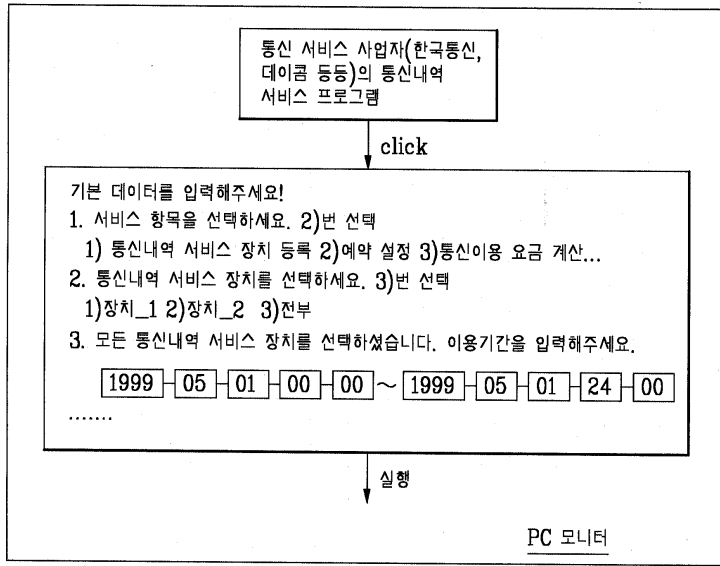 통신 서비스 사업자(한국통신,
데이콤 등등)의 통신내역
서비스 프로그램
click
기본 데이터를 입력해주세요!
1. 서비스 항목을 선택하세요. 2)번 선택
1) 통신내역 서비스 장치 등록 2)예약 설정 3)통신이용 요금 계산...
2. 통신내역 서비스 장치를 선택하세요. 3)번 선택
1)장치_1 2)장치_2 3)전부
3. 모든 통신내역 서비스 장치를 선택하셨습니다. 이용기간을 입력해주세요.
1999-05-01-00-00~1999-05-01-24-00
.......
실행
PC 모니터